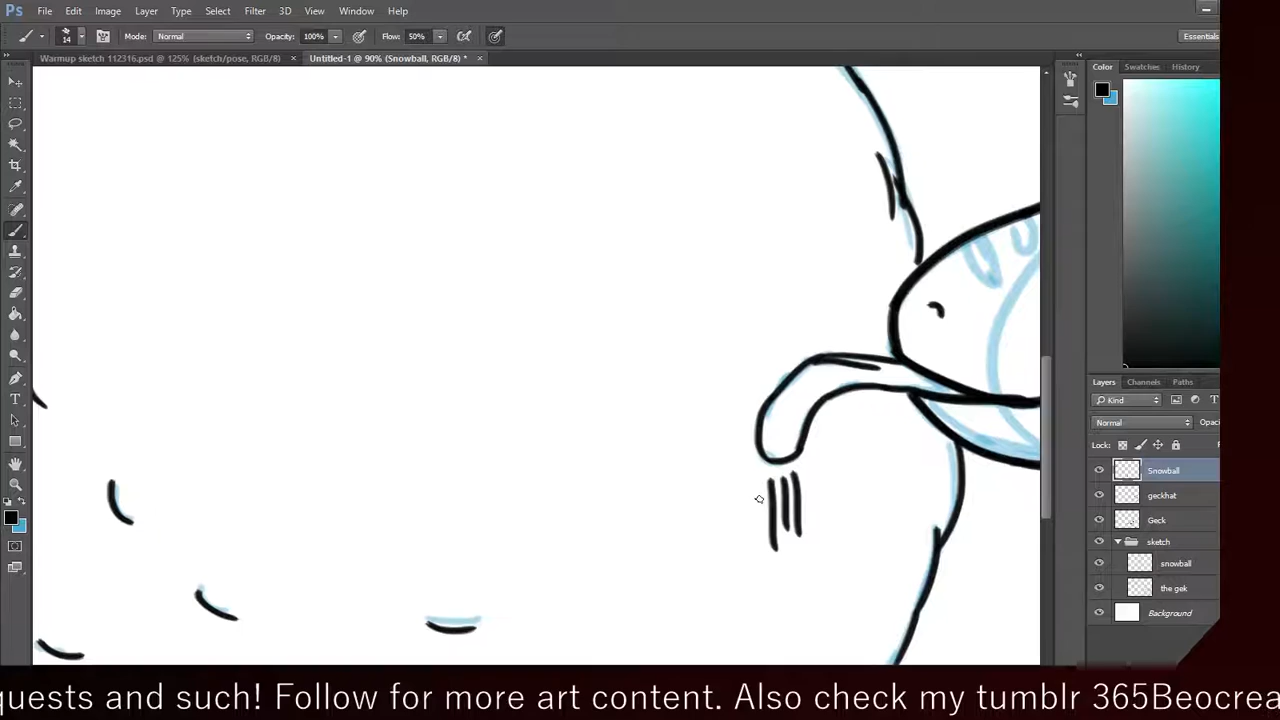 Ps File Edit Image Layer Type Select Filter 3D View Window Help
14 Mode: Normal Opacity: 100% Flow: 50% Essentials
Warmup sketch 112316.psd @ 125% (sketch/pose, RGB/8) × Untitled-1 @ 90% (Snowball, RGB/8) * ×
Color Swatches History
Layers Channels Paths
Kind
Normal Opac
Lock:
Snowball
geckhat
Geck
sketch
snowball
the gek
Background
quests and such! Follow for more art content. Also check my tumblr 365Beocrea